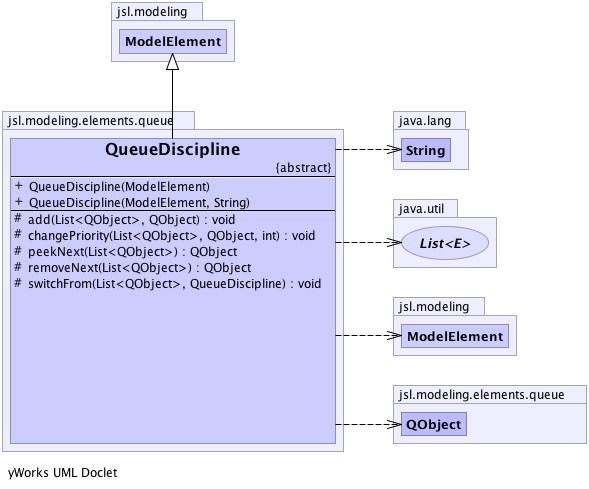 jsl.modeling
ModelElement
jsl.modeling.elements.queue
QueueDiscipline
{abstract}
+ QueueDiscipline(ModelElement)
+ QueueDiscipline(ModelElement, String)
# add(List<QObject>, QObject) : void
# changePriority(List<QObject>, QObject, int) : void
# peekNext(List<QObject>) : QObject
# removeNext(List<QObject>) : QObject
# switchFrom(List<QObject>, QueueDiscipline) : void
java.lang
String
java.util
List<E>
jsl.modeling
ModelElement
jsl.modeling.elements.queue
QObject
yWorks UML Doclet